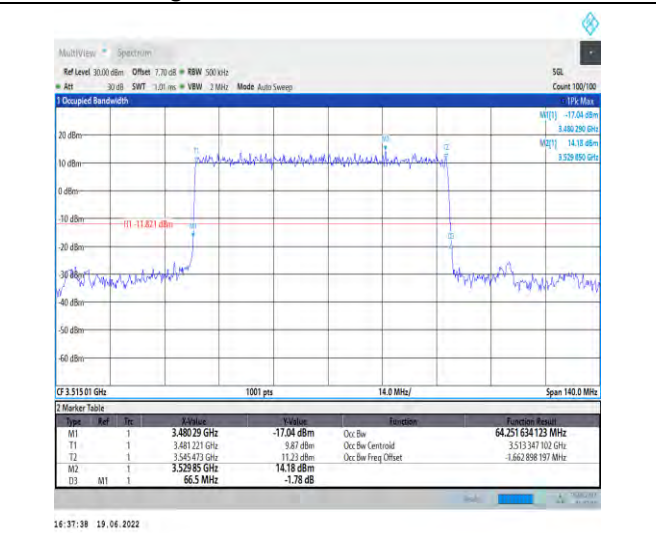 MultiView Spectrum
Ref Level 30.00 dBm Offset 7.70 dB RBW 500 kHz SGL
Att 30 dB SWT 1.01 ms VBW 2 MHz Mode Auto Sweep Count 100/100
1 Occupied Bandwidth 1Pk Max
M1[1] -17.04 dBm
3.480 290 GHz
M2[1] 14.18 dBm
3.529 850 GHz
20 dBm
10 dBm
0 dBm
-10 dBm
H1 -11.821 dBm
-20 dBm
-30 dBm
-40 dBm
-50 dBm
-60 dBm
CF 3.515 01 GHz 1001 pts 14.0 MHz/ Span 140.0 MHz
2 Marker Table
Type Ref Trc X-Value Y-Value Function Function Result
M1 1 3.480 29 GHz -17.04 dBm Occ Bw 64.251 634 123 MHz
T1 1 3.481 221 GHz 9.87 dBm Occ Bw Centroid 3.513 347 102 GHz
T2 1 3.545 473 GHz 11.23 dBm Occ Bw Freq Offset -1.662 898 197 MHz
M2 1 3.529 85 GHz 14.18 dBm
D3 M1 1 66.5 MHz -1.78 dB
16:37:38 19.06.2022